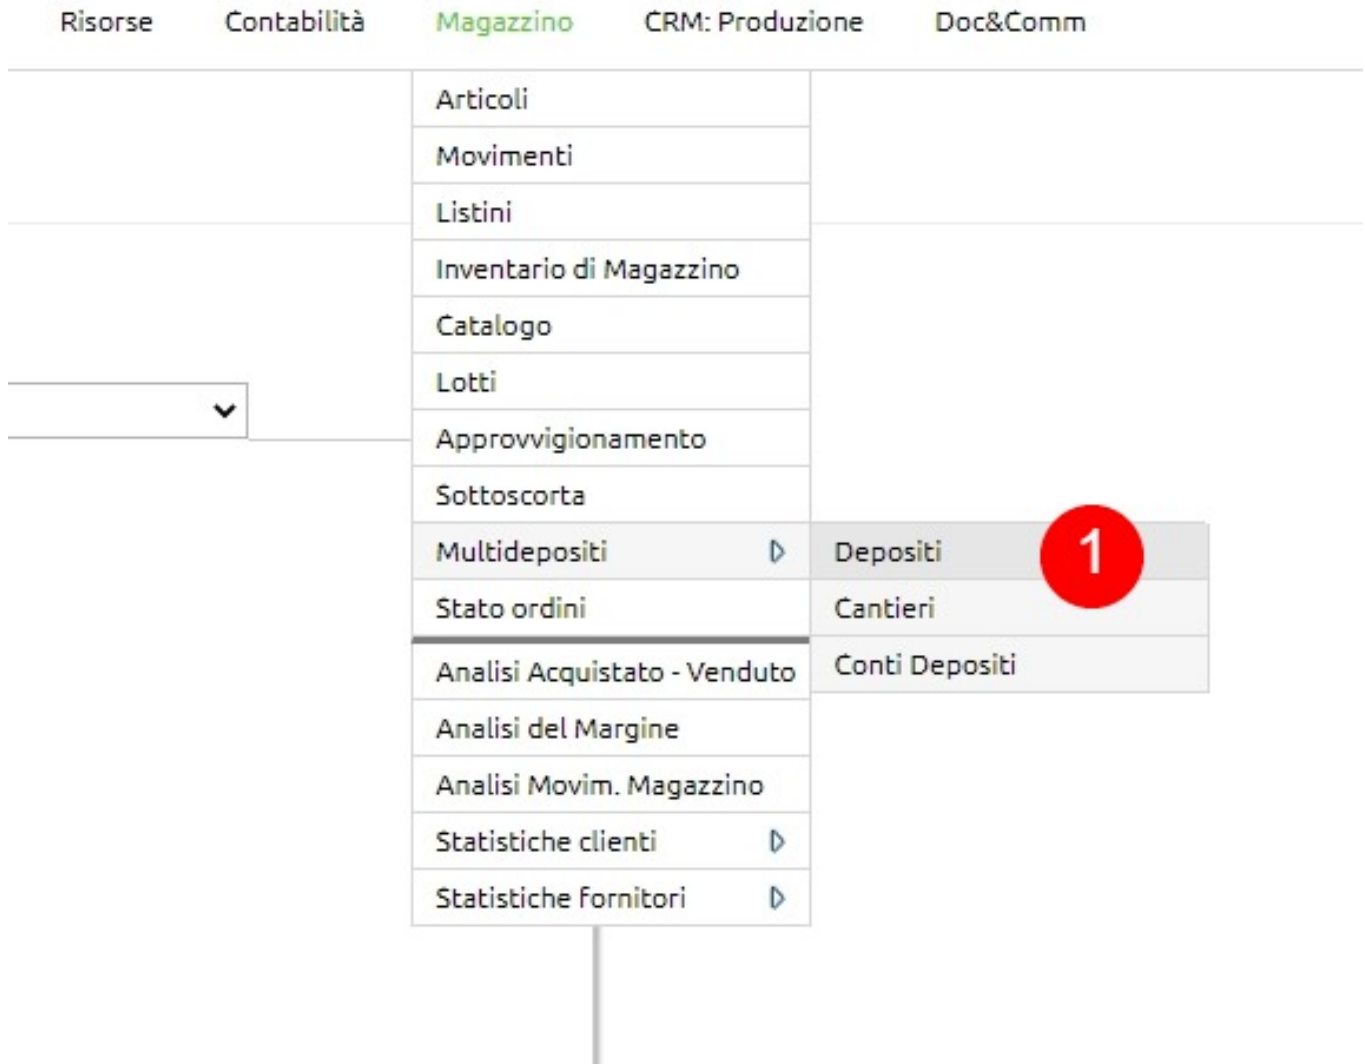 Risorse Contabilità Magazzino CRM: Produzione Doc&Comm
Articoli
Movimenti
Listini
Inventario di Magazzino
Catalogo
Lotti
Approvvigionamento
Sottoscorta
Multidepositi Depositi 1
Stato ordini Cantieri
Analisi Acquistato - Venduto Conti Depositi
Analisi del Margine
Analisi Movim. Magazzino
Statistiche clienti
Statistiche fornitori